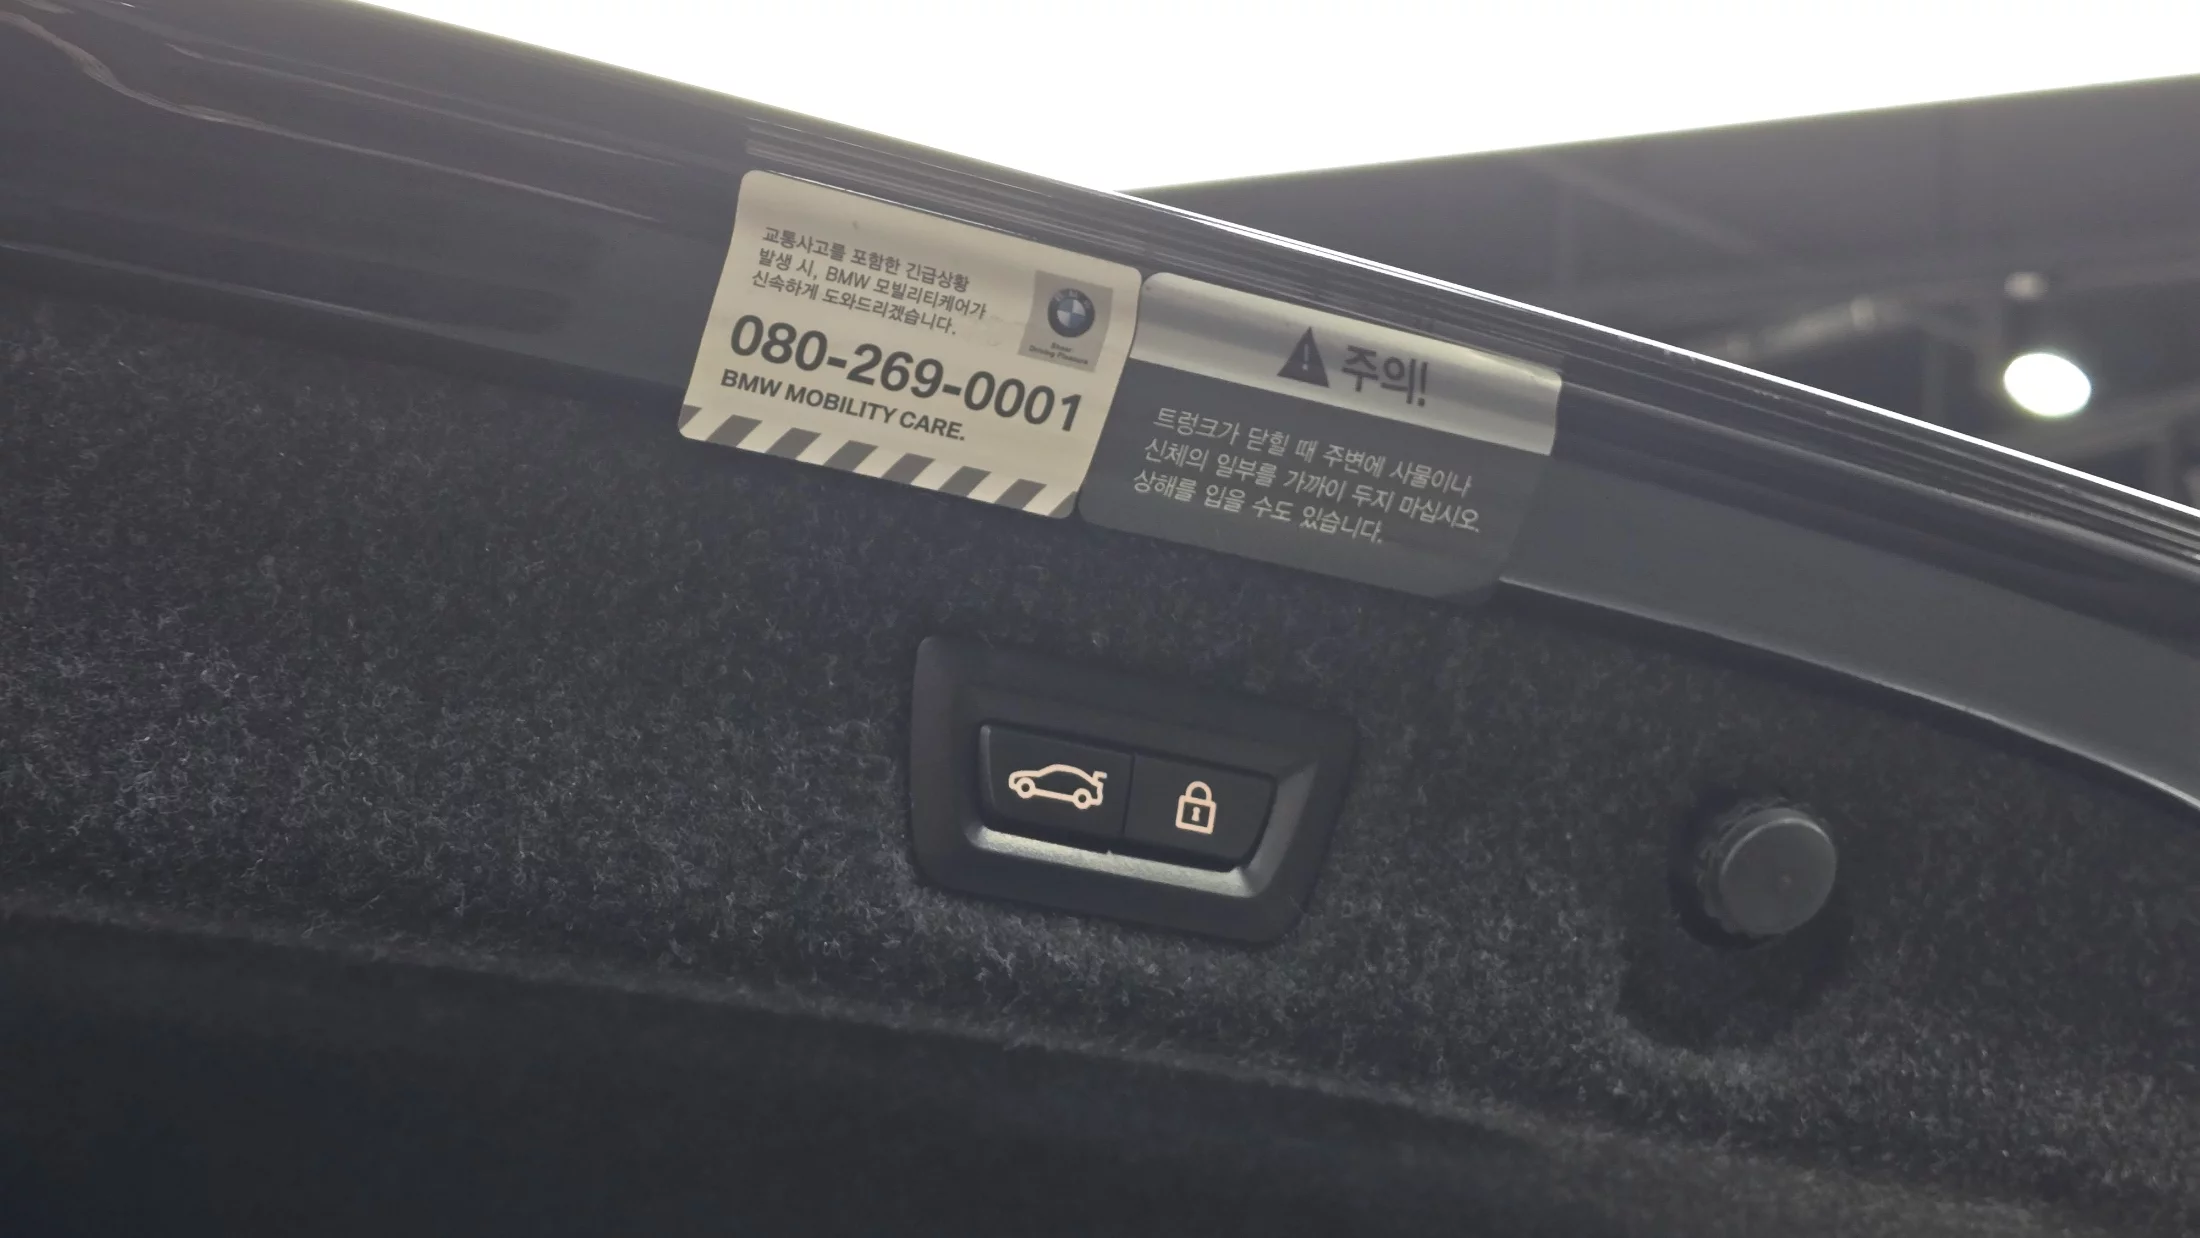 교통사고를 포함한 긴급상황
발생 시, BMW 모빌리티케어가
신속하게 도와드리겠습니다.
Sheer
Driving Pleasure
080-269-0001
BMW MOBILITY CARE.
주의!
트렁크가 닫힐 때 주변에 사물이나
신체의 일부를 가까이 두지 마십시오.
상해를 입을 수도 있습니다.